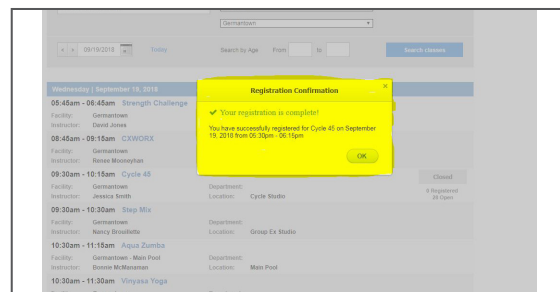 Germantown
09/19/2018 Today Search by Age From to Search classes
Wednesday | September 19, 2018
Registration Confirmation
Your registration is complete!
You have successfully registered for Cycle 45 on September
19, 2018 from 05:30pm - 06:15pm
OK
05:45am - 06:45am Strength Challenge
Facility: Germantown
Instructor: David Jones
08:45am - 09:15am CXWORX
Facility: Germantown
Instructor: Renee Mooneyhan
09:30am - 10:15am Cycle 45
Closed
Facility: Germantown Department:
0 Registered
Instructor: Jessica Smith Location: Cycle Studio
20 Open
09:30am - 10:30am Step Mix
Facility: Germantown Department:
Instructor: Nancy Brouillette Location: Group Ex Studio
10:30am - 11:15am Aqua Zumba
Facility: Germantown - Main Pool Department:
Instructor: Bonnie McManaman Location: Main Pool
10:30am - 11:30am Vinyasa Yoga